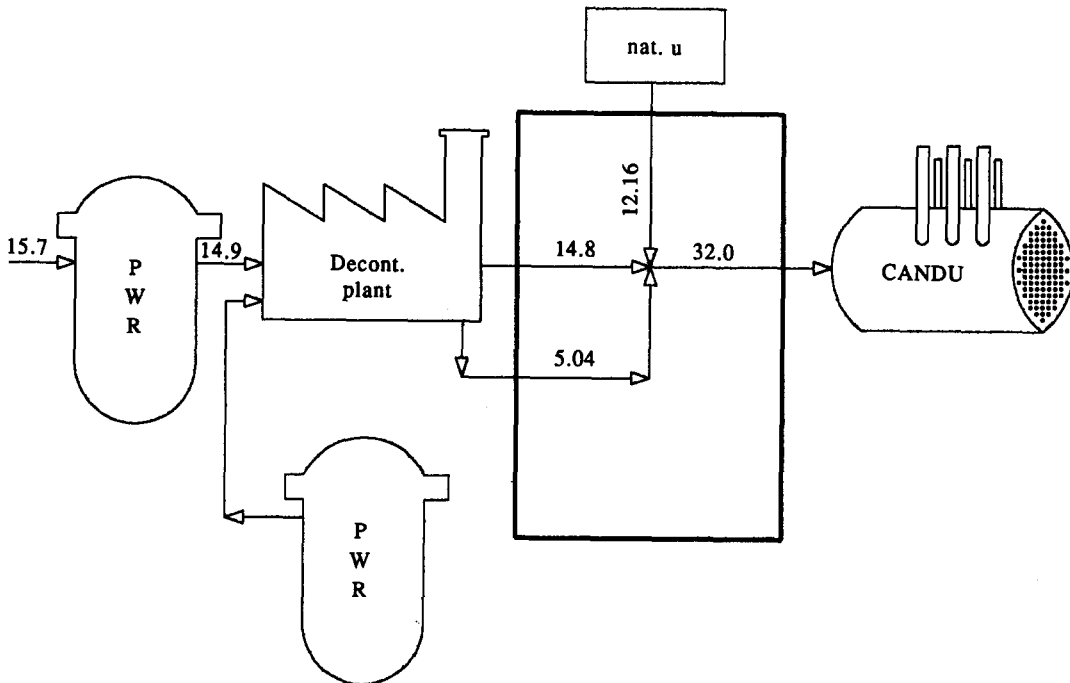 nat. u
12.16
15.7
P
W
R
14.9
Decont.
plant
14.8
32.0
CANDU
5.04
P
W
R